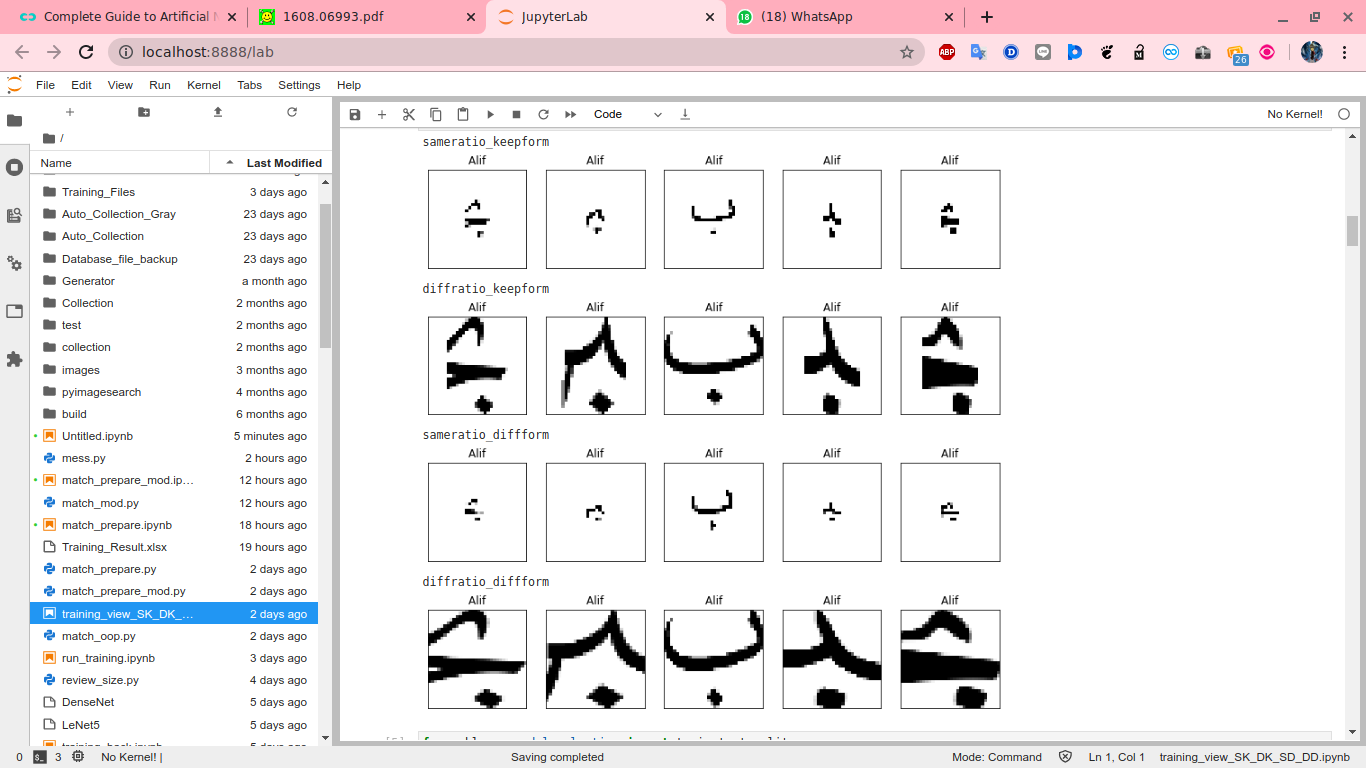 Complete Guide to Artificial N
1608.06993.pdf
JupyterLab
(18) WhatsApp
localhost:8888/lab
26
File Edit View Run Kernel Tabs Settings Help
Code
No Kernel!
/
Name Last Modified
Training_Files 3 days ago
Auto_Collection_Gray 23 days ago
Auto_Collection 23 days ago
Database_file_backup 23 days ago
Generator a month ago
Collection 2 months ago
test 2 months ago
collection 2 months ago
images 3 months ago
pyimagesearch 4 months ago
build 6 months ago
Untitled.ipynb 5 minutes ago
mess.py 2 hours ago
match_prepare_mod.ip… 12 hours ago
match_mod.py 12 hours ago
match_prepare.ipynb 18 hours ago
Training_Result.xlsx 19 hours ago
match_prepare.py 2 days ago
match_prepare_mod.py 2 days ago
training_view_SK_DK_… 2 days ago
match_oop.py 2 days ago
run_training.ipynb 3 days ago
review_size.py 4 days ago
DenseNet 5 days ago
LeNet5 5 days ago
sameratio_keepform
Alif Alif Alif Alif Alif
diffratio_keepform
Alif Alif Alif Alif Alif
sameratio_diffform
Alif Alif Alif Alif Alif
diffratio_diffform
Alif Alif Alif Alif Alif
0 3 No Kernel! |
Saving completed
Mode: Command
Ln 1, Col 1
training_view_SK_DK_SD_DD.ipynb